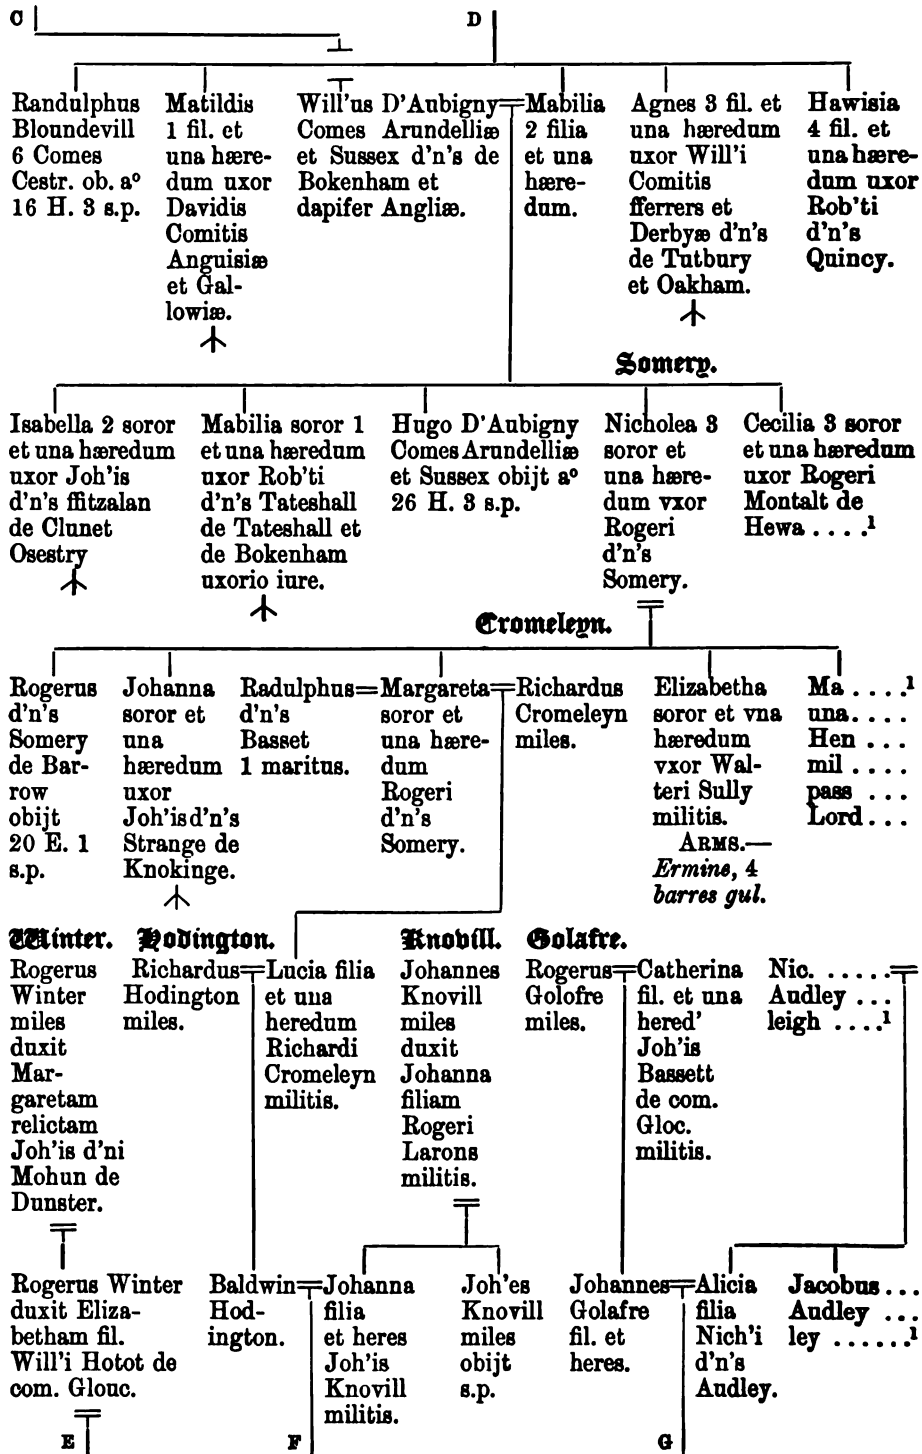 C
D
Randulphus
Bloundevill
6 Comes
Cestr. ob. aº
16 H. 3 s.p.
Matildis
1 fil. et
una hære-
dum uxor
Davidis
Comitis
Anguisiæ
et Gal-
lowiæ.
Will'us D'Aubigny
Comes Arundelliæ
et Sussex d'n's de
Bokenham et
dapifer Angliæ.
Mabilia
2 filia
et una
hære-
dum.
Agnes 3 fil. et
una hæredum
uxor Will'i
Comitis
fferrers et
Derbyæ d'n's
de Tutbury
et Oakham.
Hawisia
4 fil. et
una hære-
dum uxor
Rob'ti
d'n's
Quincy.
Somery.
Isabella 2 soror
et una hæredum
uxor Joh'is
d'n's ffitzalan
de Clunet
Osestry
Mabilia soror 1
et una hæredum
uxor Rob'ti
d'n's Tateshall
de Tateshall et
de Bokenham
uxorio iure.
Hugo D'Aubigny
Comes Arundelliæ
et Sussex obijt aº
26 H. 3 s.p.
Nicholea 3
soror et
una hære-
dum vxor
Rogeri
d'n's
Somery.
Cecilia 3 soror
et una hæredum
uxor Rogeri
Montalt de
Hewa . . . .¹
Cromeleyn.
Rogerus
d'n's
Somery
de Bar-
row
obijt
20 E. 1
s.p.
Johanna
soror et
una
hæredum
uxor
Joh'is d'n's
Strange de
Knokinge.
Radulphus
d'n's
Basset
1 maritus.
Margareta
soror et
una hære-
dum
Rogeri
d'n's
Somery.
Richardus
Cromeleyn
miles.
Elizabetha
soror et vna
hæredum
vxor Wal-
teri Sully
militis.
Arms.—
Ermine, 4
barres gul.
Ma . . . .¹
una. . . .
Hen . . .
mil . . . .
pass . . .
Lord . . .
Winter.
Rogerus
Winter
miles
duxit
Mar-
garetam
relictam
Joh'is d'ni
Mohun de
Dunster.
Hodington.
Richardus
Hodington
miles.
Lucia filia
et una
heredum
Richardi
Cromeleyn
militis.
Knovill.
Johannes
Knovill
miles
duxit
Johanna
filiam
Rogeri
Larons
militis.
Golafre.
Rogerus
Golofre
miles.
Catherina
fil. et una
hered'
Joh'is
Bassett
de com.
Gloc.
militis.
Nic. . . . . .
Audley . . .
leigh . . . .¹
Rogerus Winter
duxit Eliza-
betham fil.
Will'i Hotot de
com. Glouc.
Baldwin
Hod-
ington.
Johanna
filia
et heres
Joh'is
Knovill
militis.
Joh'es
Knovill
miles
obijt
s.p.
Johannes
Golafre
fil. et
heres.
Alicia
filia
Nich'i
d'n's
Audley.
Jacobus . . .
Audley . . .
ley . . . . . .¹
E
F
G